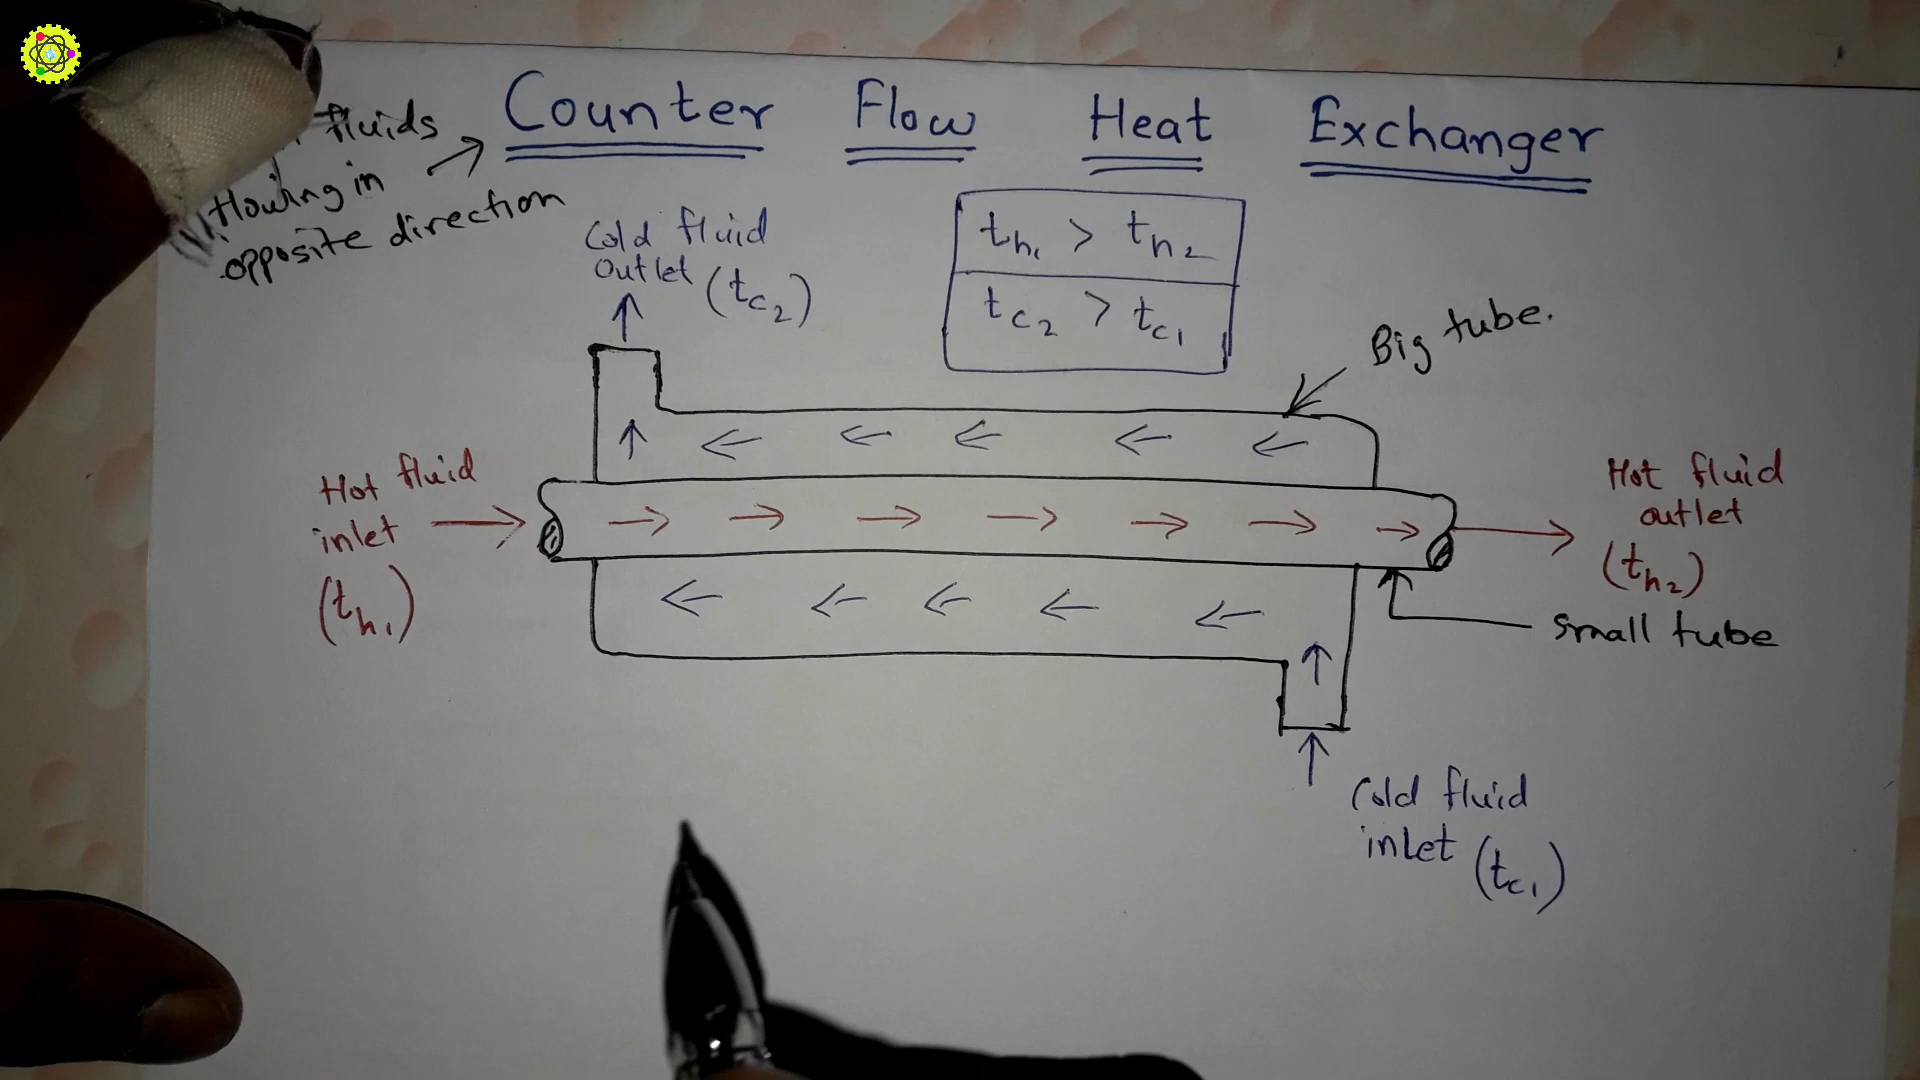 Counter Flow Heat Exchanger
fluids
flowing in
opposite direction
Cold fluid
outlet (tc2)
th1 > th2
tc2 > tc1
Big tube.
Hot fluid
inlet
(th1)
Hot fluid
outlet
(th2)
Small tube
Cold fluid
inlet (tc1)